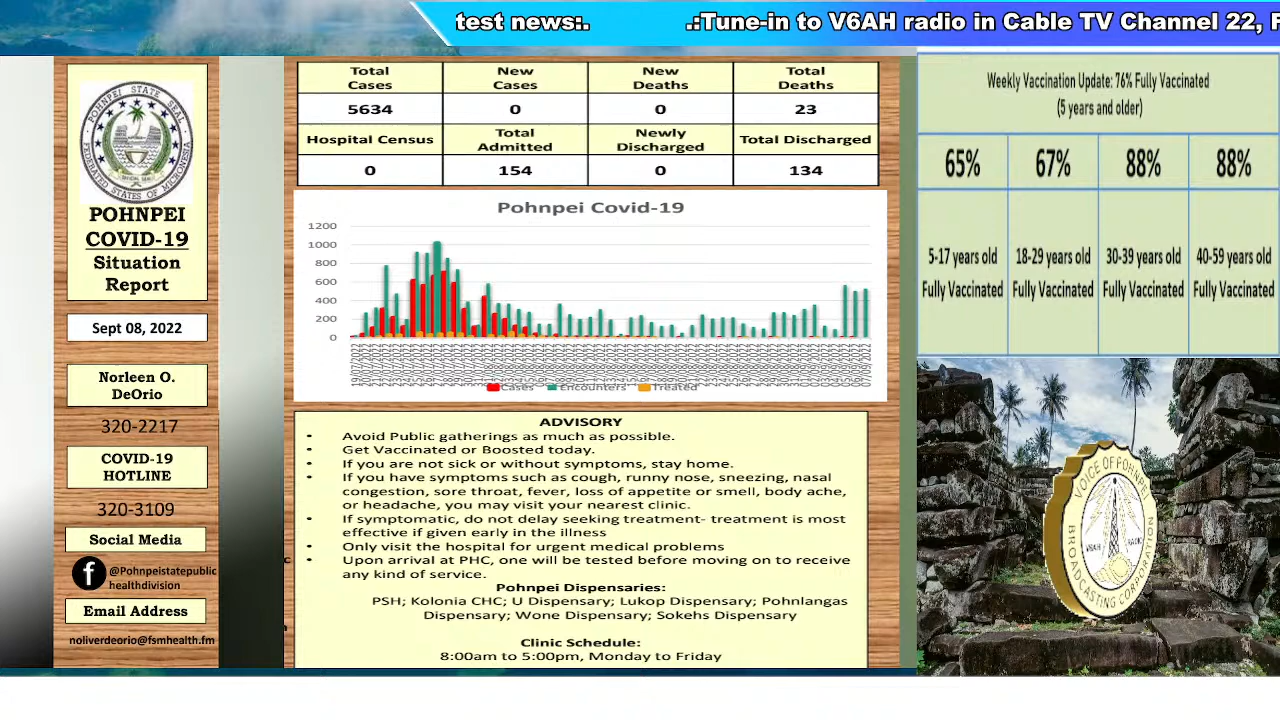 test news:. .:Tune-in to V6AH radio in Cable TV Channel 22, F
POHNPEI STATE SEAL
FEDERATED STATES OF MICRONESIA
POHNPEI
COVID-19
Situation
Report
Sept 08, 2022
Norleen O.
DeOrio
320-2217
COVID-19
HOTLINE
320-3109
Social Media
@Pohnpeistatepublic
healthdivision
Email Address
noliverdeorio@fsmhealth.fm
Total Cases New Cases New Deaths Total Deaths
5634 0 0 23
Hospital Census Total Admitted Newly Discharged Total Discharged
0 154 0 134
Pohnpei Covid-19
1200
1000
800
600
400
200
0
Cases Encounters Treated
ADVISORY
• Avoid Public gatherings as much as possible.
• Get Vaccinated or Boosted today.
• If you are not sick or without symptoms, stay home.
• If you have symptoms such as cough, runny nose, sneezing, nasal
congestion, sore throat, fever, loss of appetite or smell, body ache,
or headache, you may visit your nearest clinic.
• If symptomatic, do not delay seeking treatment- treatment is most
effective if given early in the illness
• Only visit the hospital for urgent medical problems
• Upon arrival at PHC, one will be tested before moving on to receive
any kind of service.
Pohnpei Dispensaries:
PSH; Kolonia CHC; U Dispensary; Lukop Dispensary; Pohnlangas
Dispensary; Wone Dispensary; Sokehs Dispensary
Clinic Schedule:
8:00am to 5:00pm, Monday to Friday
Weekly Vaccination Update: 76% Fully Vaccinated
(5 years and older)
65% 67% 88% 88%
5-17 years old 18-29 years old 30-39 years old 40-59 years old
Fully Vaccinated Fully Vaccinated Fully Vaccinated Fully Vaccinated
VOICE OF POHNPEI
V6AH RADIO
BROADCASTING CORPORATION